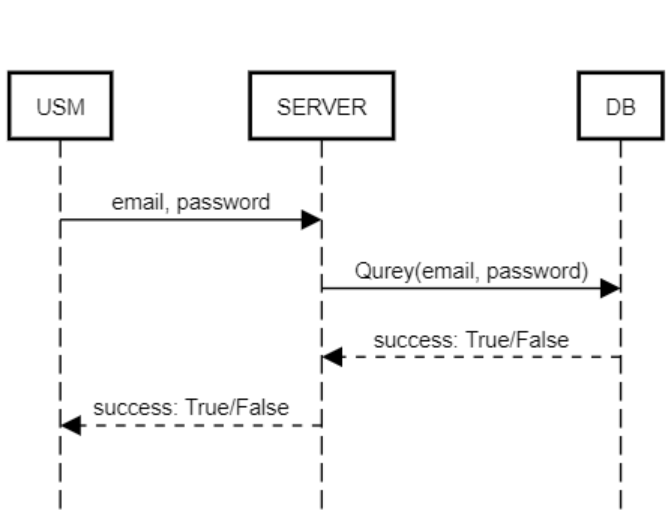 USM
SERVER
DB
email, password
Qurey(email, password)
success: True/False
success: True/False